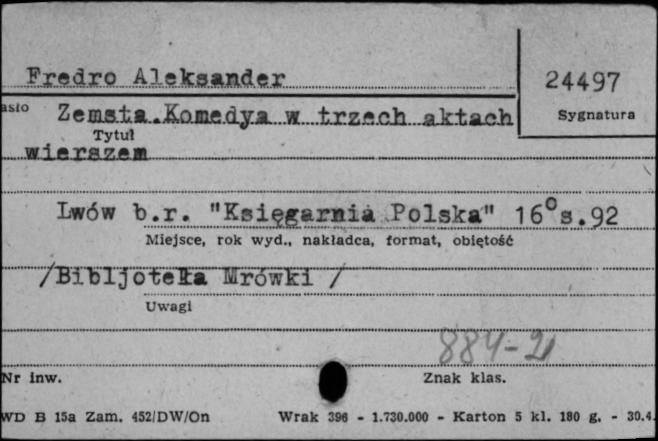 Fredro Aleksander
24497
asło Zemsta.Komedya w trzech aktach
Sygnatura
Tytuł
wierszem
Lwów b.r. "Księgarnia Polska" 16° s.92
Miejsce, rok wyd., nakładca, format, objętość
/Bibljoteka Mrówki /
Uwagi
884-2
Nr inw.
Znak klas.
WD B 15a Zam. 452/DW/On Wrak 396 - 1.730.000 - Karton 5 kl. 180 g. - 30.4.